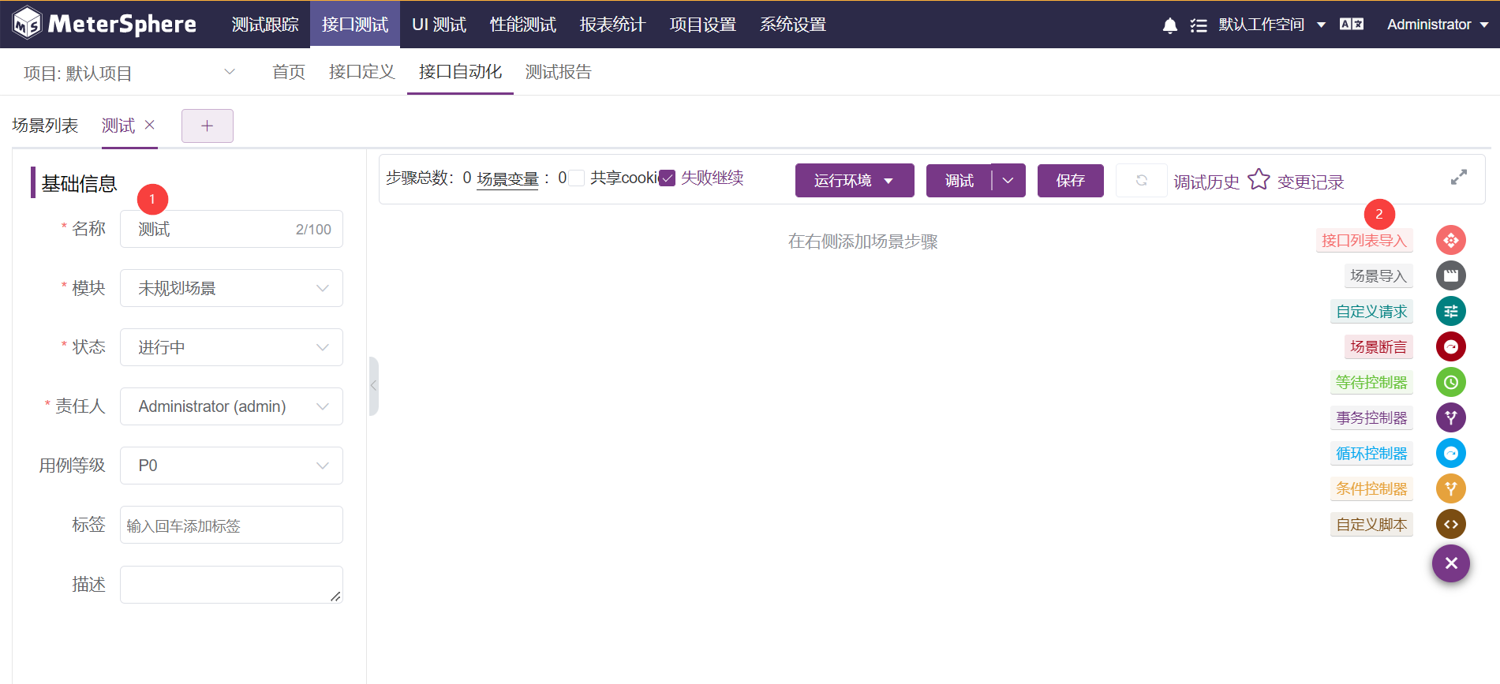 MeterSphere 测试跟踪 接口测试 UI 测试 性能测试 报表统计 项目设置 系统设置 默认工作空间 Administrator
项目: 默认项目 首页 接口定义 接口自动化 测试报告
场景列表 测试 × +
基础信息
1
* 名称 测试 2/100
* 模块 未规划场景
* 状态 进行中
* 责任人 Administrator (admin)
用例等级 P0
标签 输入回车添加标签
描述
步骤总数: 0 场景变量 : 0 共享cooki 失败继续 运行环境 调试 保存 调试历史 变更记录
在右侧添加场景步骤
2
接口列表导入
场景导入
自定义请求
场景断言
等待控制器
事务控制器
循环控制器
条件控制器
自定义脚本